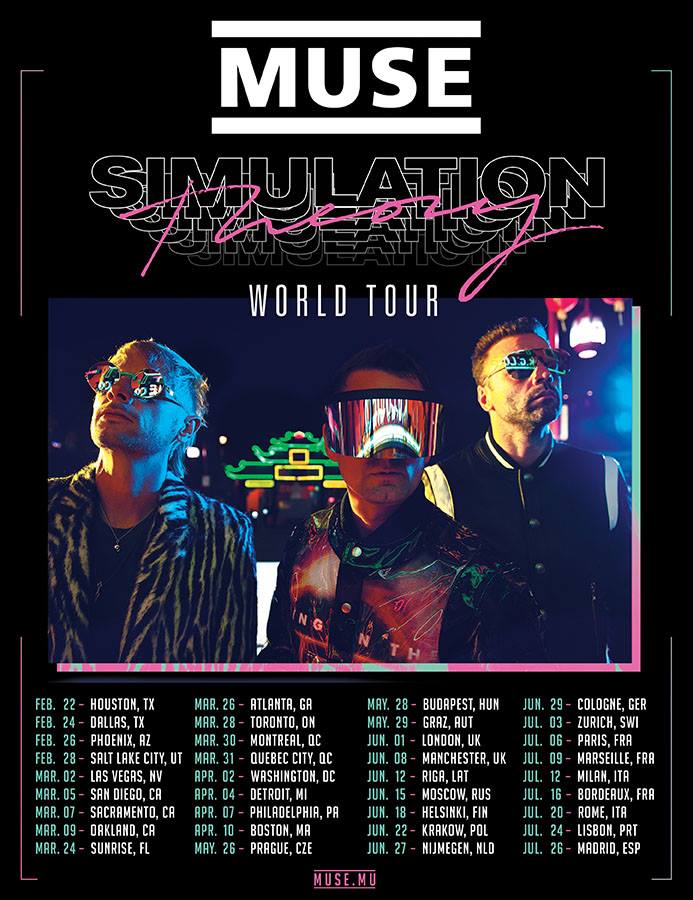 MUSE
SIMULATION
Theory
WORLD TOUR
FEB. 22 - HOUSTON, TX
FEB. 24 - DALLAS, TX
FEB. 26 - PHOENIX, AZ
FEB. 28 - SALT LAKE CITY, UT
MAR. 02 - LAS VEGAS, NV
MAR. 05 - SAN DIEGO, CA
MAR. 07 - SACRAMENTO, CA
MAR. 09 - OAKLAND, CA
MAR. 24 - SUNRISE, FL
MAR. 26 - ATLANTA, GA
MAR. 28 - TORONTO, ON
MAR. 30 - MONTREAL, QC
MAR. 31 - QUEBEC CITY, QC
APR. 02 - WASHINGTON, DC
APR. 04 - DETROIT, MI
APR. 07 - PHILADELPHIA, PA
APR. 10 - BOSTON, MA
MAY. 26 - PRAGUE, CZE
MAY. 28 - BUDAPEST, HUN
MAY. 29 - GRAZ, AUT
JUN. 01 - LONDON, UK
JUN. 08 - MANCHESTER, UK
JUN. 12 - RIGA, LAT
JUN. 15 - MOSCOW, RUS
JUN. 18 - HELSINKI, FIN
JUN. 22 - KRAKOW, POL
JUN. 27 - NIJMEGEN, NLD
JUN. 29 - COLOGNE, GER
JUL. 03 - ZURICH, SWI
JUL. 06 - PARIS, FRA
JUL. 09 - MARSEILLE, FRA
JUL. 12 - MILAN, ITA
JUL. 16 - BORDEAUX, FRA
JUL. 20 - ROME, ITA
JUL. 24 - LISBON, PRT
JUL. 26 - MADRID, ESP
MUSE.MU